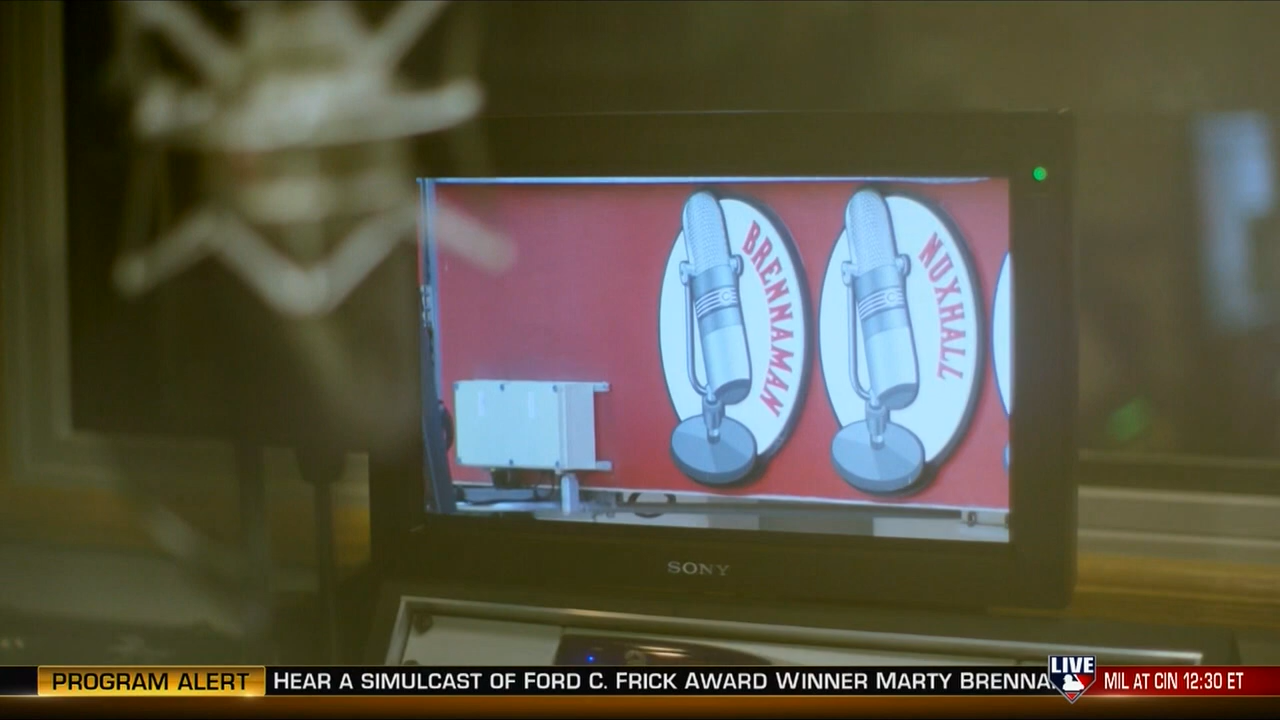 BRENNAMAN
NUXHALL
SONY
PROGRAM ALERT
HEAR A SIMULCAST OF FORD C. FRICK AWARD WINNER MARTY BRENNA
LIVE
MIL AT CIN 12:30 ET